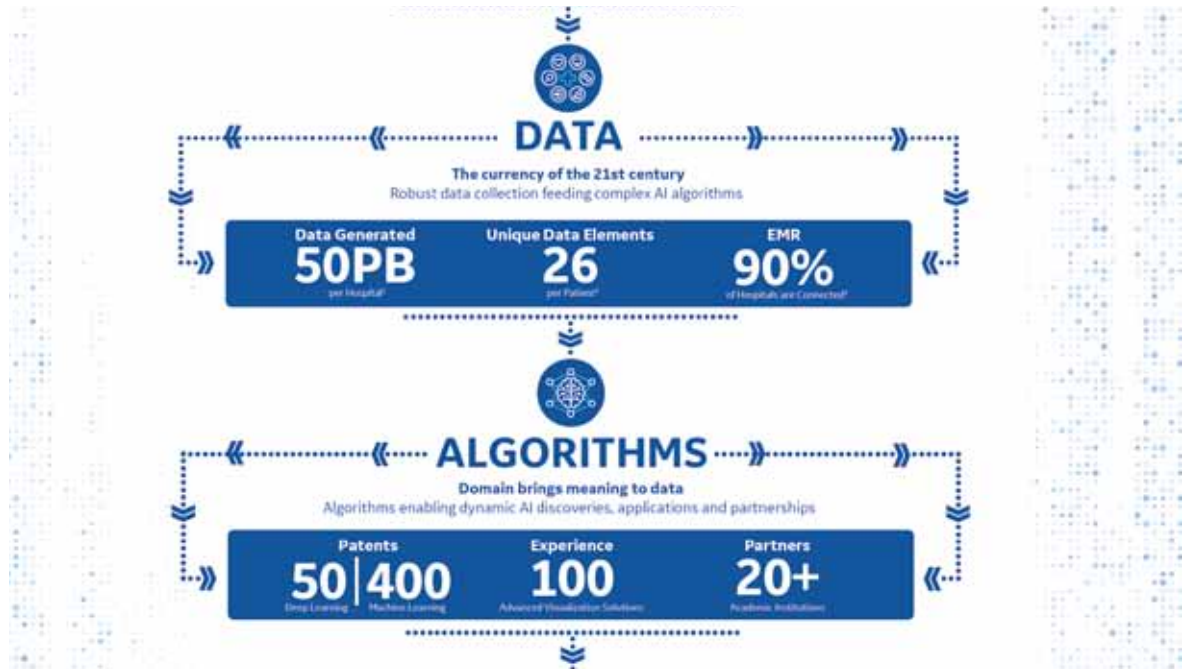 DATA
The currency of the 21st century
Robust data collection feeding complex AI algorithms
Data Generated
50PB
per Hospital
Unique Data Elements
26
per Patient
EMR
90%
of Hospitals are Connected
ALGORITHMS
Domain brings meaning to data
Algorithms enabling dynamic AI discoveries, applications and partnerships
Patents
50|400
Deep Learning Machine Learning
Experience
100
Advanced Visualization Solutions
Partners
20+
Academic Institutions